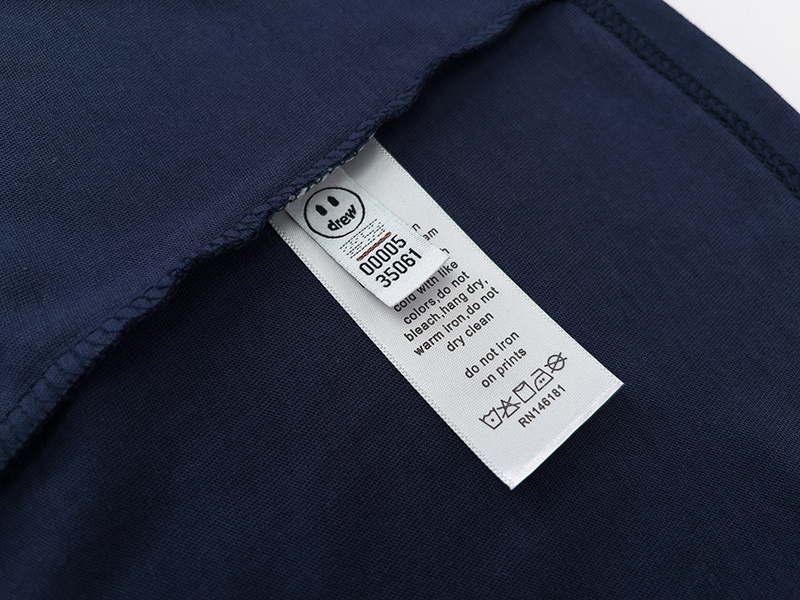 drew
00005
35061
cold with like
colors,do not
bleach,hang dry,
warm iron,do not
dry clean
do not iron
on prints
RN146181